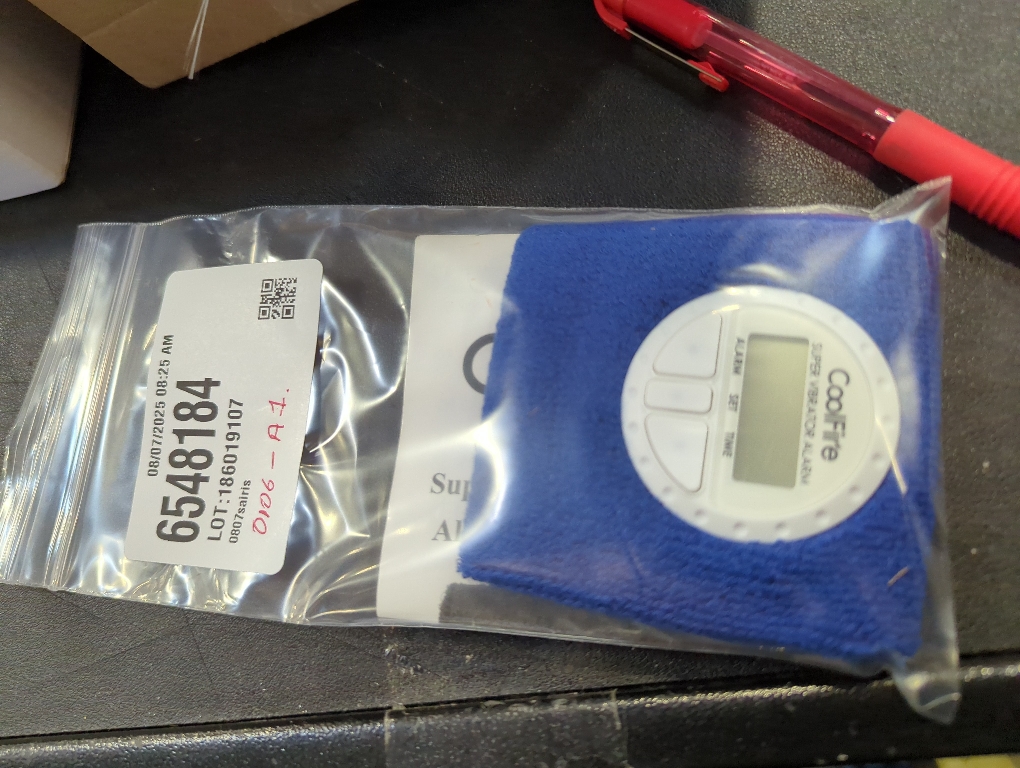 08/07/2025 08:25 AM
6548184
LOT:186019107
0807sairis
0106-A7.
Sup
Al
CoolFire
SUPER VIBRATOR ALARM
ALARM SET TIME